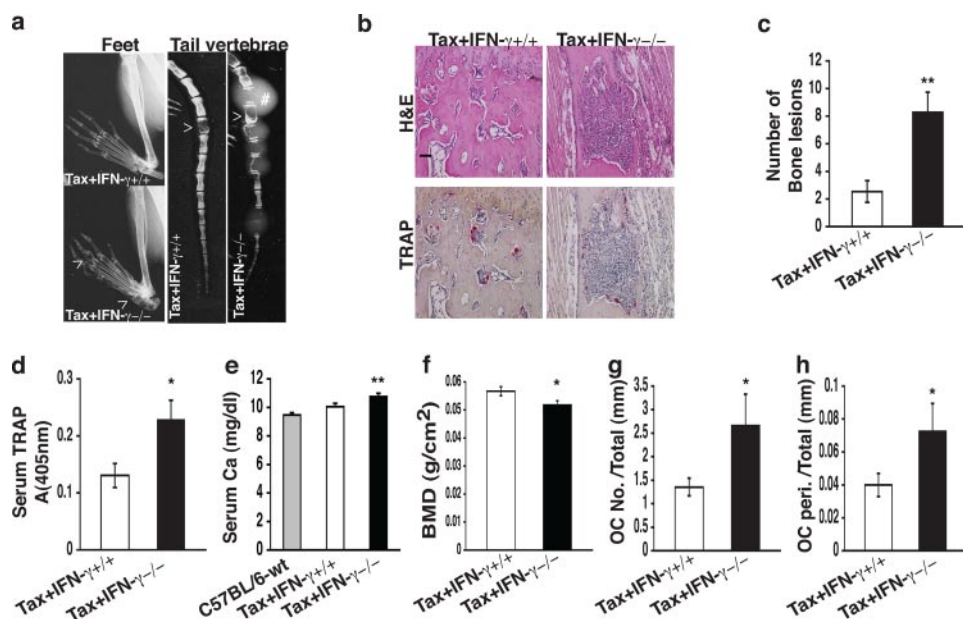 a
Feet
Tail vertebrae
Tax+IFN-γ+/+
Tax+IFN-γ−/−
Tax+IFN-γ+/+
Tax+IFN-γ−/−
#
>
>
>
>
b
Tax+IFN-γ+/+
Tax+IFN-γ−/−
H&E
TRAP
c
Number of
Bone lesions
12
10
8
6
4
2
0
**
Tax+IFN-γ+/+
Tax+IFN-γ−/−
d
Serum TRAP
A(405nm)
0.3
0.2
0.1
0
*
Tax+IFN-γ+/+
Tax+IFN-γ−/−
e
Serum Ca (mg/dl)
12
10
8
6
4
2
0
**
C57BL/6-wt
Tax+IFN-γ+/+
Tax+IFN-γ−/−
f
BMD (g/cm2)
0.06
0.05
0.04
0.03
0.02
0.01
0.00
*
Tax+IFN-γ+/+
Tax+IFN-γ−/−
g
OC No. /Total (mm)
3.5
3
2.5
2
1.5
1
0.5
0
*
Tax+IFN-γ+/+
Tax+IFN-γ−/−
h
OC peri. /Total (mm)
0.1
0.08
0.06
0.04
0.02
0
*
Tax+IFN-γ+/+
Tax+IFN-γ−/−